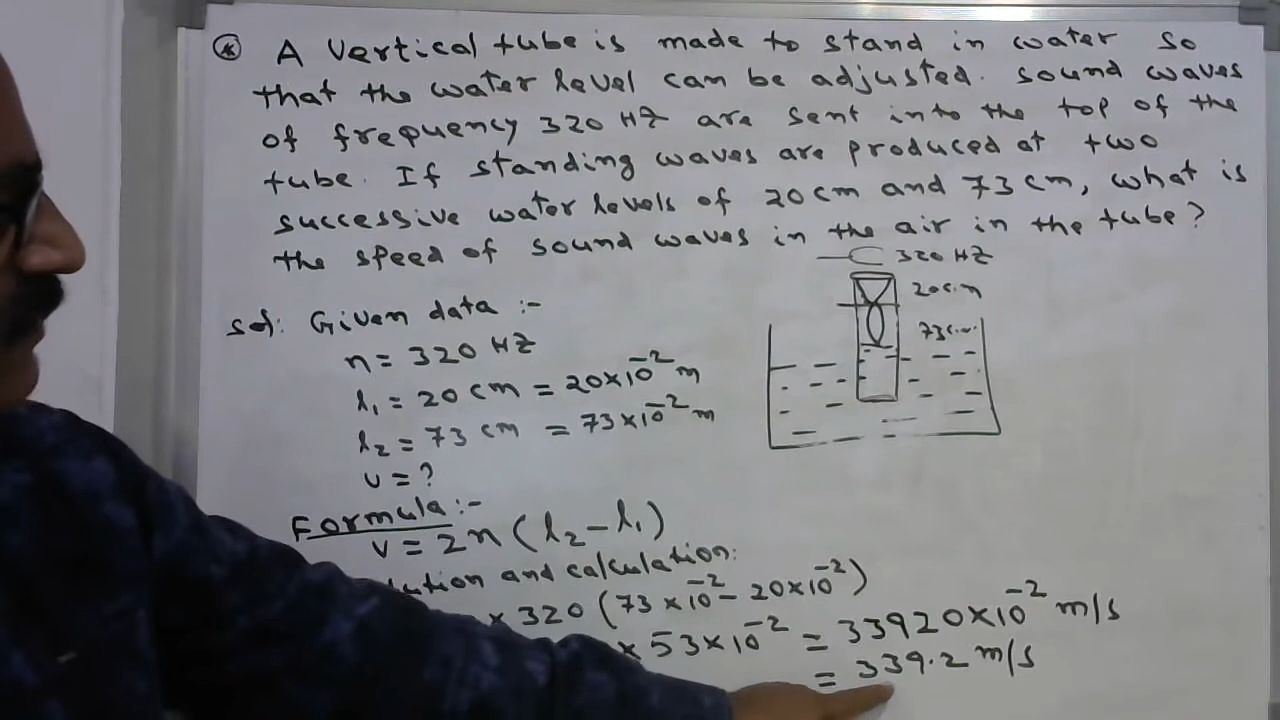 A Vertical tube is made to stand in water so
that the water level can be adjusted. sound waves
of frequency 320 HZ are sent into the top of the
tube. If standing waves are produced at two
successive water levels of 20 cm and 73 cm, what is
the speed of sound waves in the air in the tube?
320 HZ
20cm
73cm
Sol: Given data :-
n = 320 HZ
l₁ = 20 cm = 20×10⁻² m
l₂ = 73 cm = 73×10⁻² m
v = ?
Formula :-
v = 2n (l₂ - l₁)
and calculation:
× 320 (73 ×10⁻² - 20×10⁻²)
× 53×10⁻² = 33920×10⁻² m/s
= 339.2 m/s